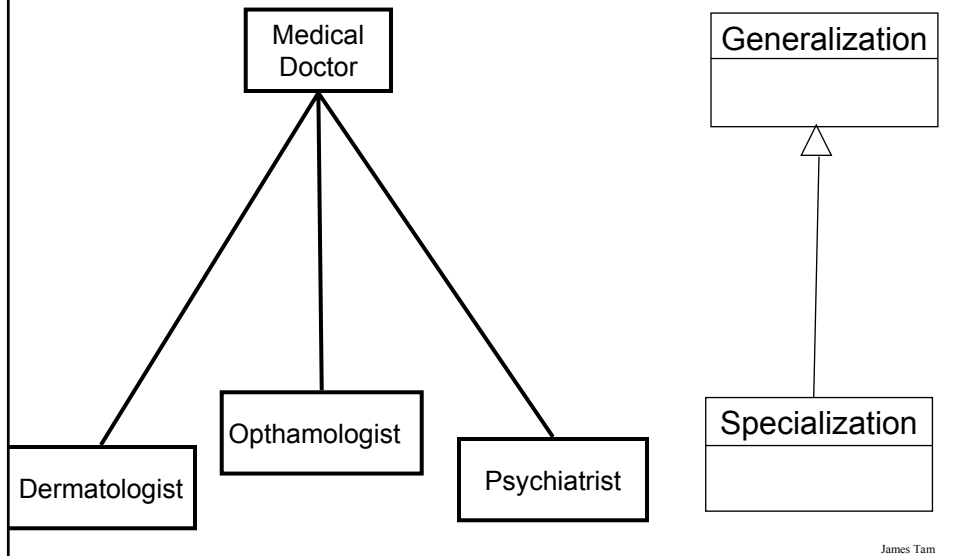 Medical
Doctor
Generalization
Opthamologist
Dermatologist
Psychiatrist
Specialization
James Tam